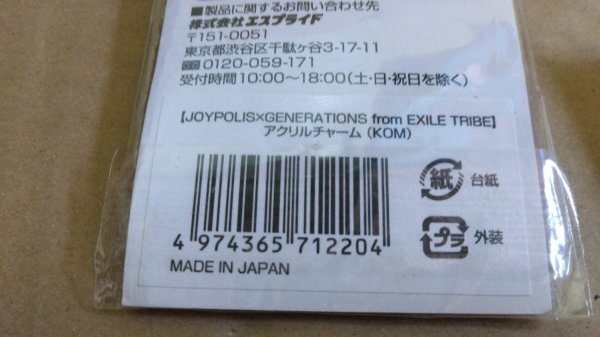 ■製品に関するお問い合わせ先
株式会社エスプライド
〒151-0051
東京都渋谷区千駄ヶ谷3-17-11
0120-059-171
受付時間10:00～18:00(土・日・祝日を除く)
【JOYPOLIS×GENERATIONS from EXILE TRIBE】
アクリルチャーム (KOM)
紙 台紙
プラ 外装
4 974365 712204
MADE IN JAPAN